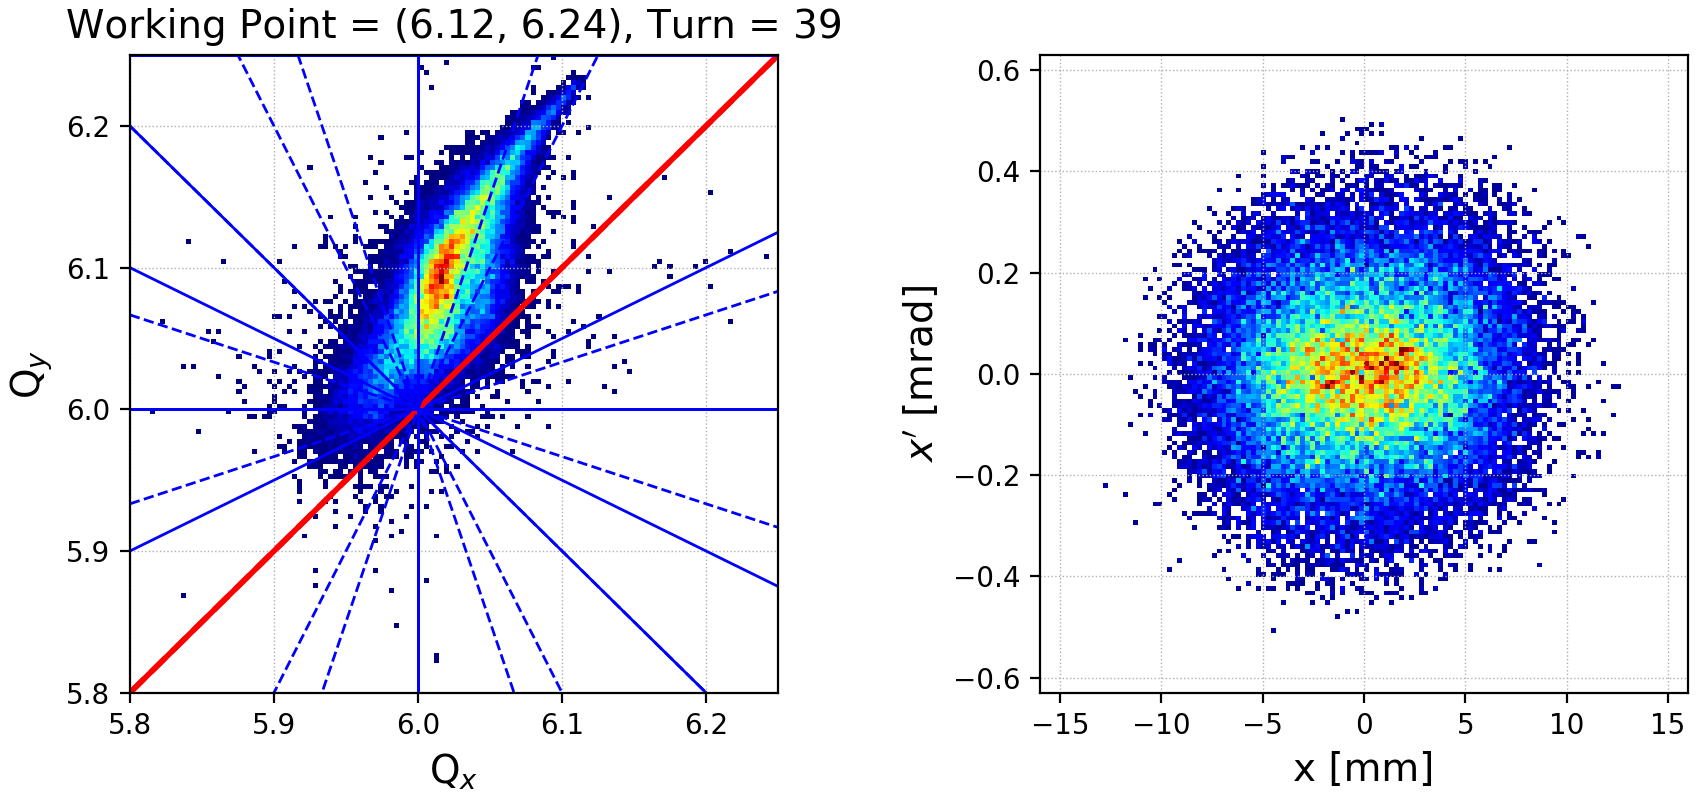 Working Point = (6.12, 6.24), Turn = 39
6.2
6.1
6.0
5.9
5.8
Q_y
5.8 5.9 6.0 6.1 6.2
Q_x
0.6
0.4
0.2
0.0
−0.2
−0.4
−0.6
x′ [mrad]
−15 −10 −5 0 5 10 15
x [mm]